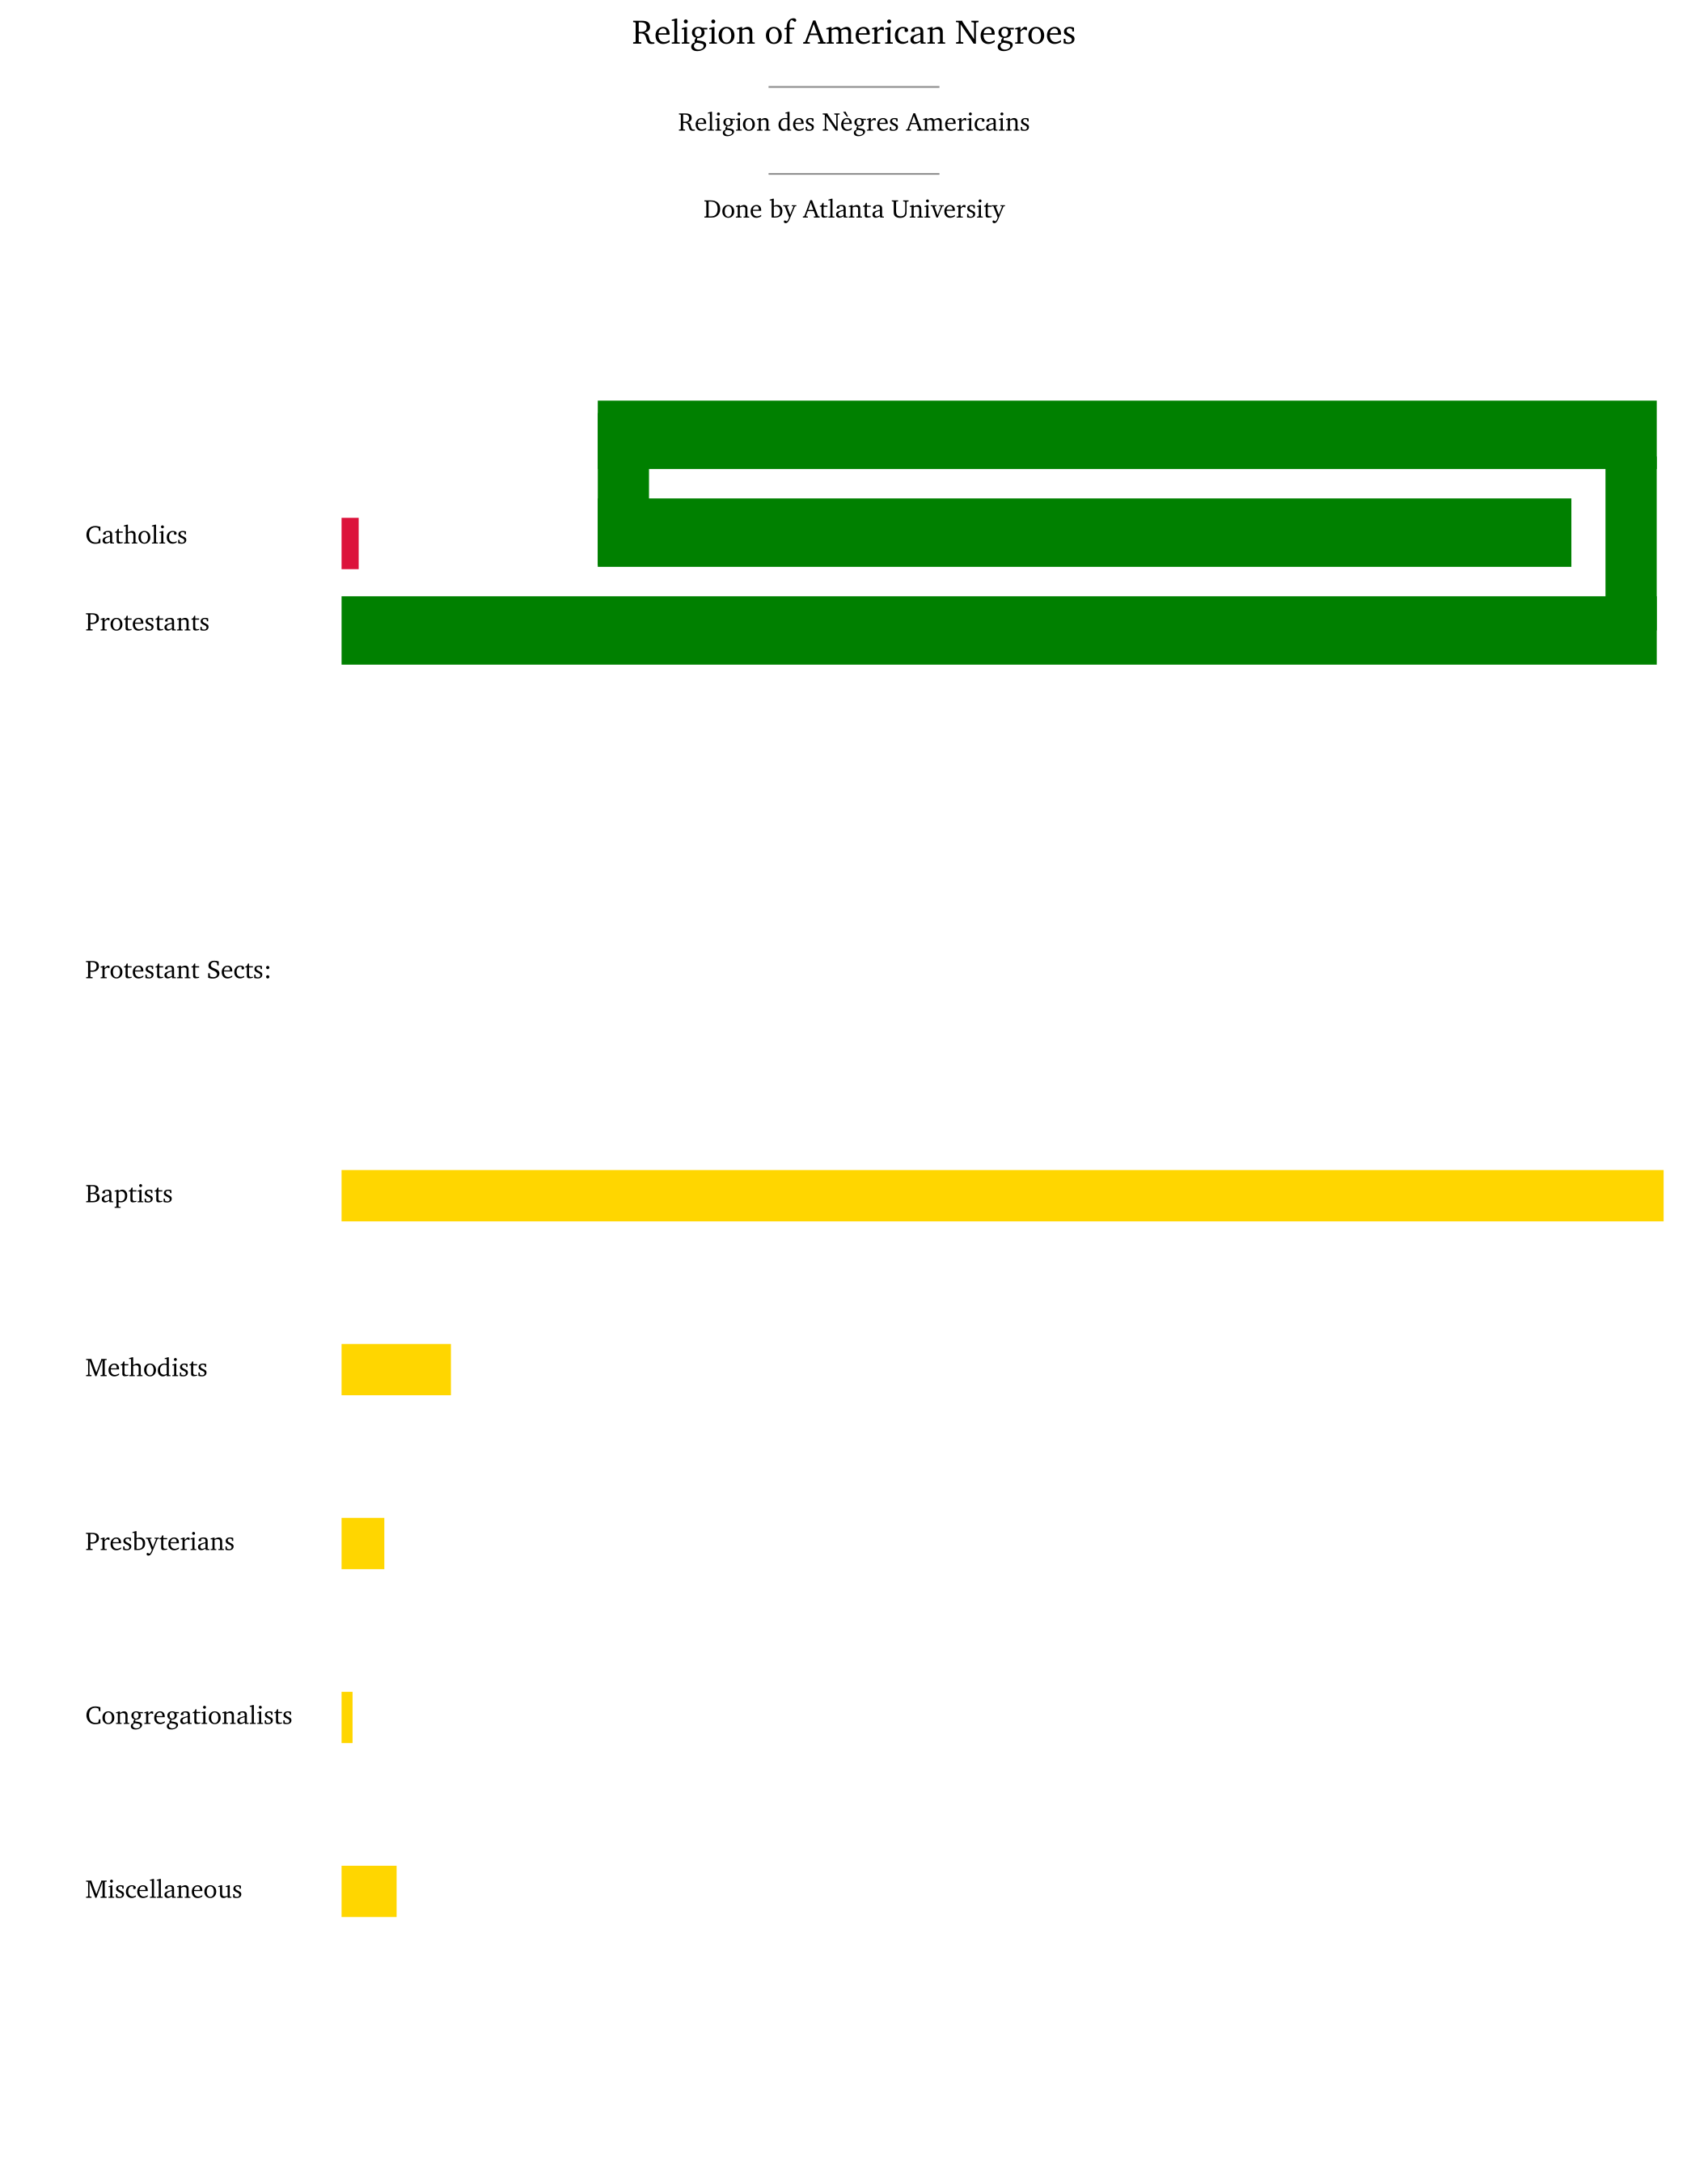 Religion of American Negroes
Religion des Nègres Americains
Done by Atlanta University
Catholics
Protestants
Protestant Sects:
Baptists
Methodists
Presbyterians
Congregationalists
Miscellaneous